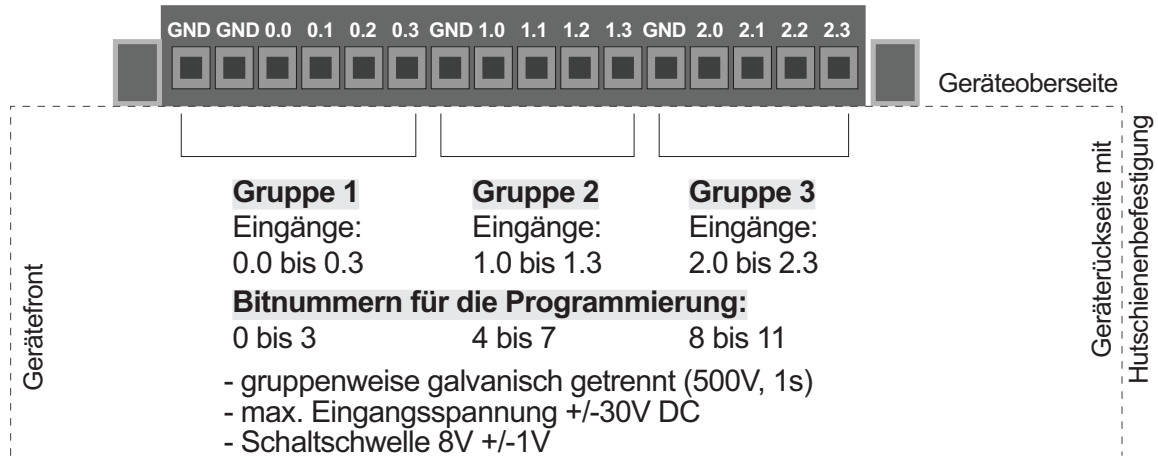 GND GND 0.0 0.1 0.2 0.3 GND 1.0 1.1 1.2 1.3 GND 2.0 2.1 2.2 2.3
Geräteoberseite
Gerätefront
Gruppe 1 Gruppe 2 Gruppe 3
Eingänge: Eingänge: Eingänge:
0.0 bis 0.3 1.0 bis 1.3 2.0 bis 2.3
Bitnummern für die Programmierung:
0 bis 3 4 bis 7 8 bis 11
- gruppenweise galvanisch getrennt (500V, 1s)
- max. Eingangsspannung +/-30V DC
- Schaltschwelle 8V +/-1V
Geräterückseite mit
Hutschienenbefestigung